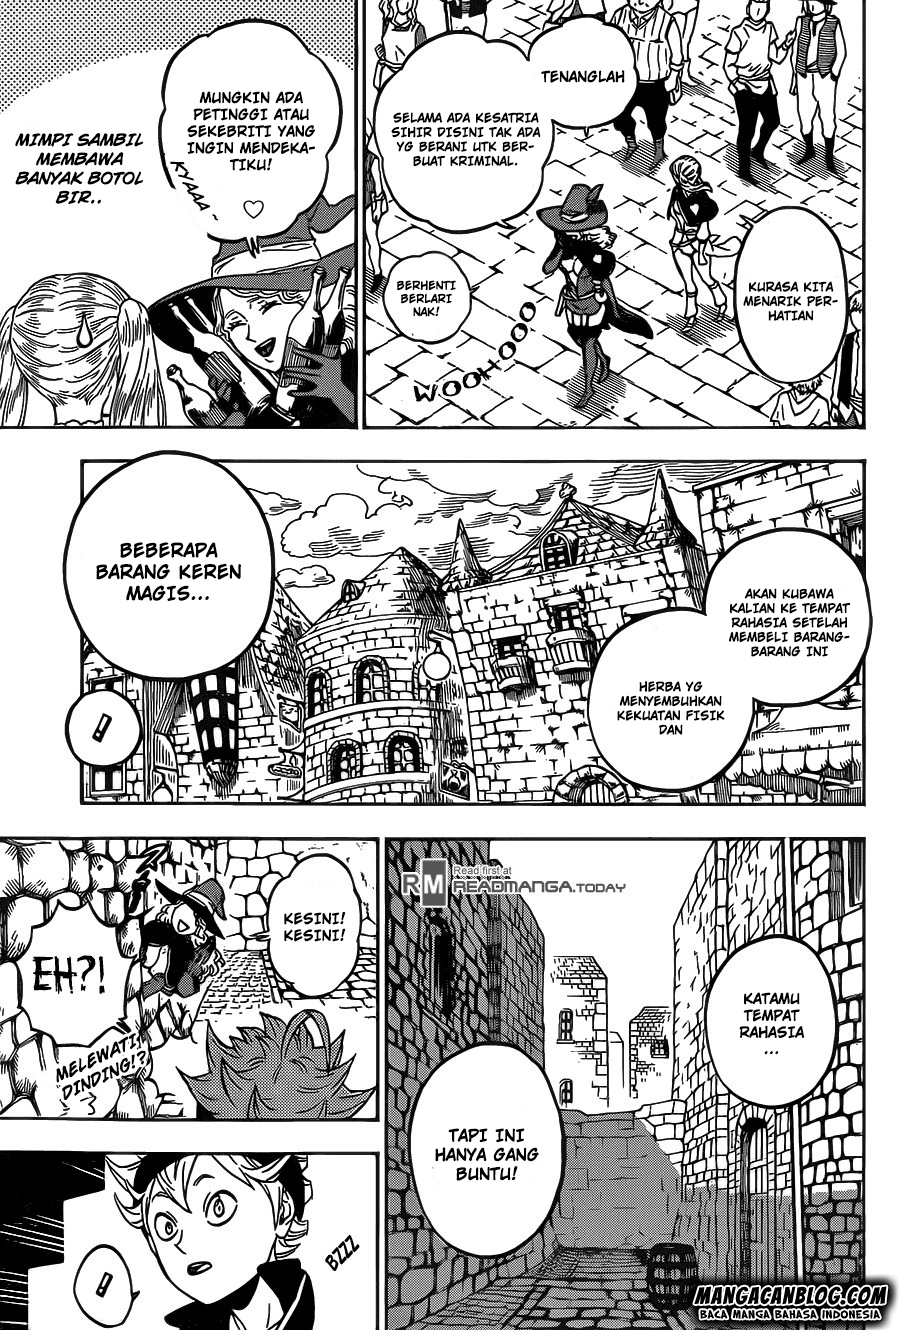 TENANGLAH
SELAMA ADA KESATRIA
SIHIR DISINI TAK ADA
YG BERANI UTK BER-
BUAT KRIMINAL.
KURASA KITA
MENARIK PER-
HATIAN
BERHENTI
BERLARI
NAK!
WOOHOOO
MUNGKIN ADA
PETINGGI ATAU
SEKEBRITI YANG
INGIN MENDEKA-
TIKU!
KYAAA~
MIMPI SAMBIL
MEMBAWA
BANYAK BOTOL
BIR..
AKAN KUBAWA
KALIAN KE TEMPAT
RAHASIA SETELAH
MEMBELI BARANG-
BARANG INI
HERBA YG
MENYEMBUHKAN
KEKUATAN FISIK
DAN
BEBERAPA
BARANG KEREN
MAGIS...
!
Read first at
RM READMANGA.TODAY
KATAMU
TEMPAT
RAHASIA
...
TAPI INI
HANYA GANG
BUNTU!
KESINI!
KESINI!
EH?!
MELEWATI
DINDING!?
!
BZZZ
MANGACANBLOG.COM
BACA MANGA BAHASA INDONESIA